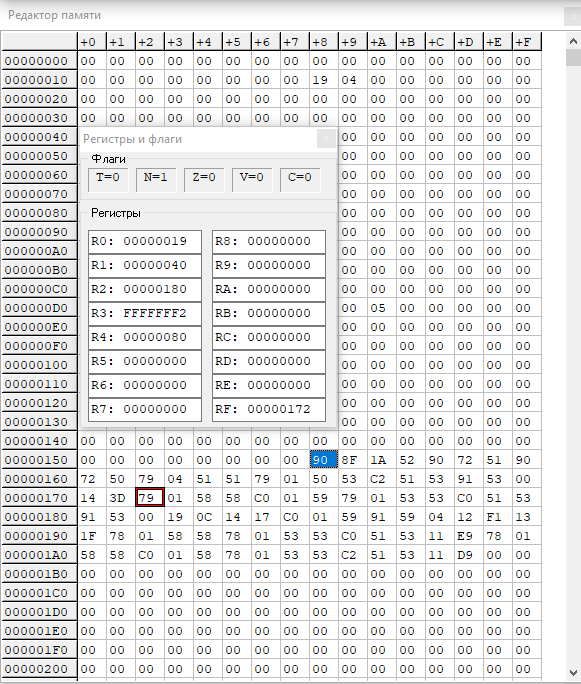 Редактор памяти
+0 +1 +2 +3 +4 +5 +6 +7 +8 +9 +A +B +C +D +E +F
00000000 00 00 00 00 00 00 00 00 00 00 00 00 00 00 00 00
00000010 00 00 00 00 00 00 00 00 19 04 00 00 00 00 00 00
00000020 00 00 00 00 00 00 00 00 00 00 00 00 00 00 00 00
00000030 00 00 00 00 00 00 00 00 00 00 00 00 00 00 00 00
00000040 00 00 00 00 00 00 00
00000050 00 00 00 00 00 00 00
00000060 00 00 00 00 00 00 00
00000070 00 00 00 00 00 00 00
00000080 00 00 00 00 00 00 00
00000090 00 00 00 00 00 00 00
000000A0 00 00 00 00 00 00 00
000000B0 00 00 00 00 00 00 00
000000C0 00 00 00 00 00 00 00
000000D0 00 05 00 00 00 00 00
000000E0 00 00 00 00 00 00 00
000000F0 00 00 00 00 00 00 00
00000100 00 00 00 00 00 00 00
00000110 00 00 00 00 00 00 00
00000120 00 00 00 00 00 00 00
00000130 00 00 00 00 00 00 00
00000140 00 00 00 00 00 00 00 00 00 00 00 00 00 00 00 00
00000150 00 00 00 00 00 00 00 00 90 8F 1A 52 90 72 51 90
00000160 72 50 79 04 51 51 79 01 50 53 C2 51 53 91 53 00
00000170 14 3D 79 01 58 58 C0 01 59 79 01 53 53 C0 51 53
00000180 91 53 00 19 0C 14 17 C0 01 59 91 59 04 12 F1 13
00000190 1F 78 01 58 58 78 01 53 53 C0 51 53 11 E9 78 01
000001A0 58 58 C0 01 58 78 01 53 53 C2 51 53 11 D9 00 00
000001B0 00 00 00 00 00 00 00 00 00 00 00 00 00 00 00 00
000001C0 00 00 00 00 00 00 00 00 00 00 00 00 00 00 00 00
000001D0 00 00 00 00 00 00 00 00 00 00 00 00 00 00 00 00
000001E0 00 00 00 00 00 00 00 00 00 00 00 00 00 00 00 00
000001F0 00 00 00 00 00 00 00 00 00 00 00 00 00 00 00 00
00000200 00 00 00 00 00 00 00 00 00 00 00 00 00 00 00 00
Регистры и флаги
Флаги
T=0 N=1 Z=0 V=0 C=0
Регистры
R0: 00000019 R8: 00000000
R1: 00000040 R9: 00000000
R2: 00000180 RA: 00000000
R3: FFFFFFF2 RB: 00000000
R4: 00000080 RC: 00000000
R5: 00000000 RD: 00000000
R6: 00000000 RE: 00000000
R7: 00000000 RF: 00000172